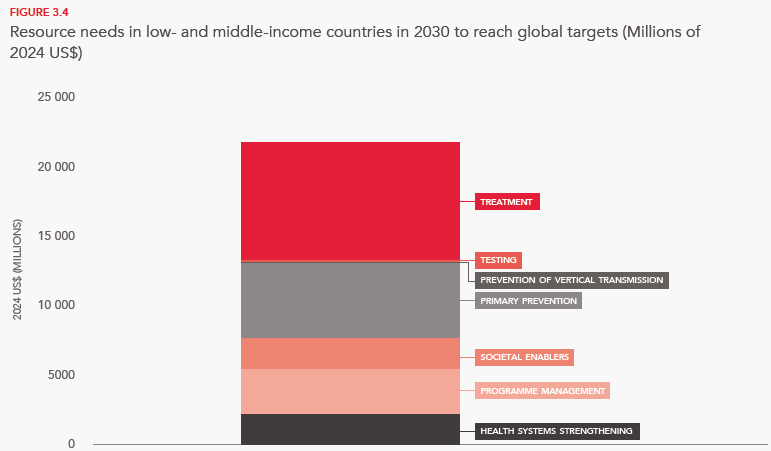 FIGURE 3.4
Resource needs in low- and middle-income countries in 2030 to reach global targets (Millions of
2024 US$)
25 000
20 000
15 000
10 000
5000
0
2024 US$ (MILLIONS)
TREATMENT
TESTING
PREVENTION OF VERTICAL TRANSMISSION
PRIMARY PREVENTION
SOCIETAL ENABLERS
PROGRAMME MANAGEMENT
HEALTH SYSTEMS STRENGTHENING